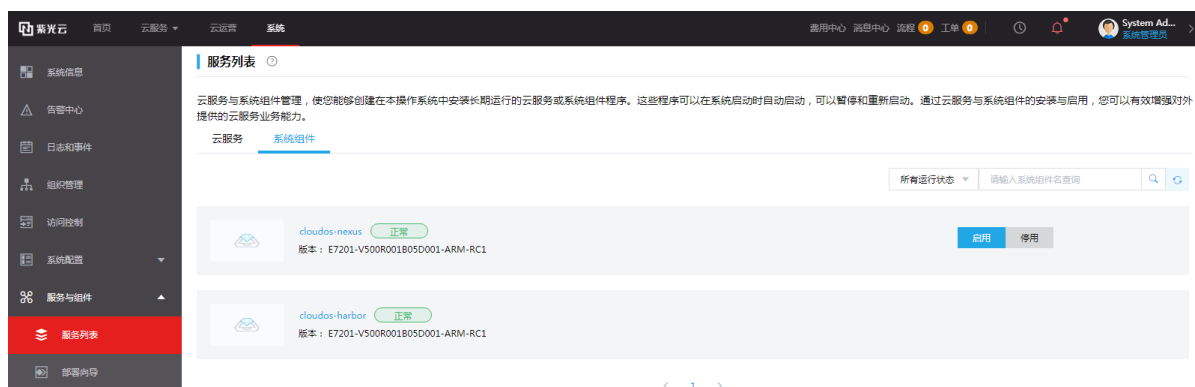 紫光云 首页 云服务 云运营 系统 费用中心 消息中心 流程 0 工单 0 System Ad...
系统管理员
系统信息
告警中心
日志和事件
组织管理
访问控制
系统配置
服务与组件
服务列表
部署向导
服务列表
云服务与系统组件管理，使您能够创建在本操作系统中安装长期运行的云服务或系统组件程序。这些程序可以在系统启动时自动启动，可以暂停和重新启动。通过云服务与系统组件的安装与启用，您可以有效增强对外
提供的云服务业务能力。
云服务 系统组件
所有运行状态 请输入系统组件名查询
cloudos-nexus 正常
版本： E7201-V500R001B05D001-ARM-RC1
启用 停用
cloudos-harbor 正常
版本： E7201-V500R001B05D001-ARM-RC1
< 1 >